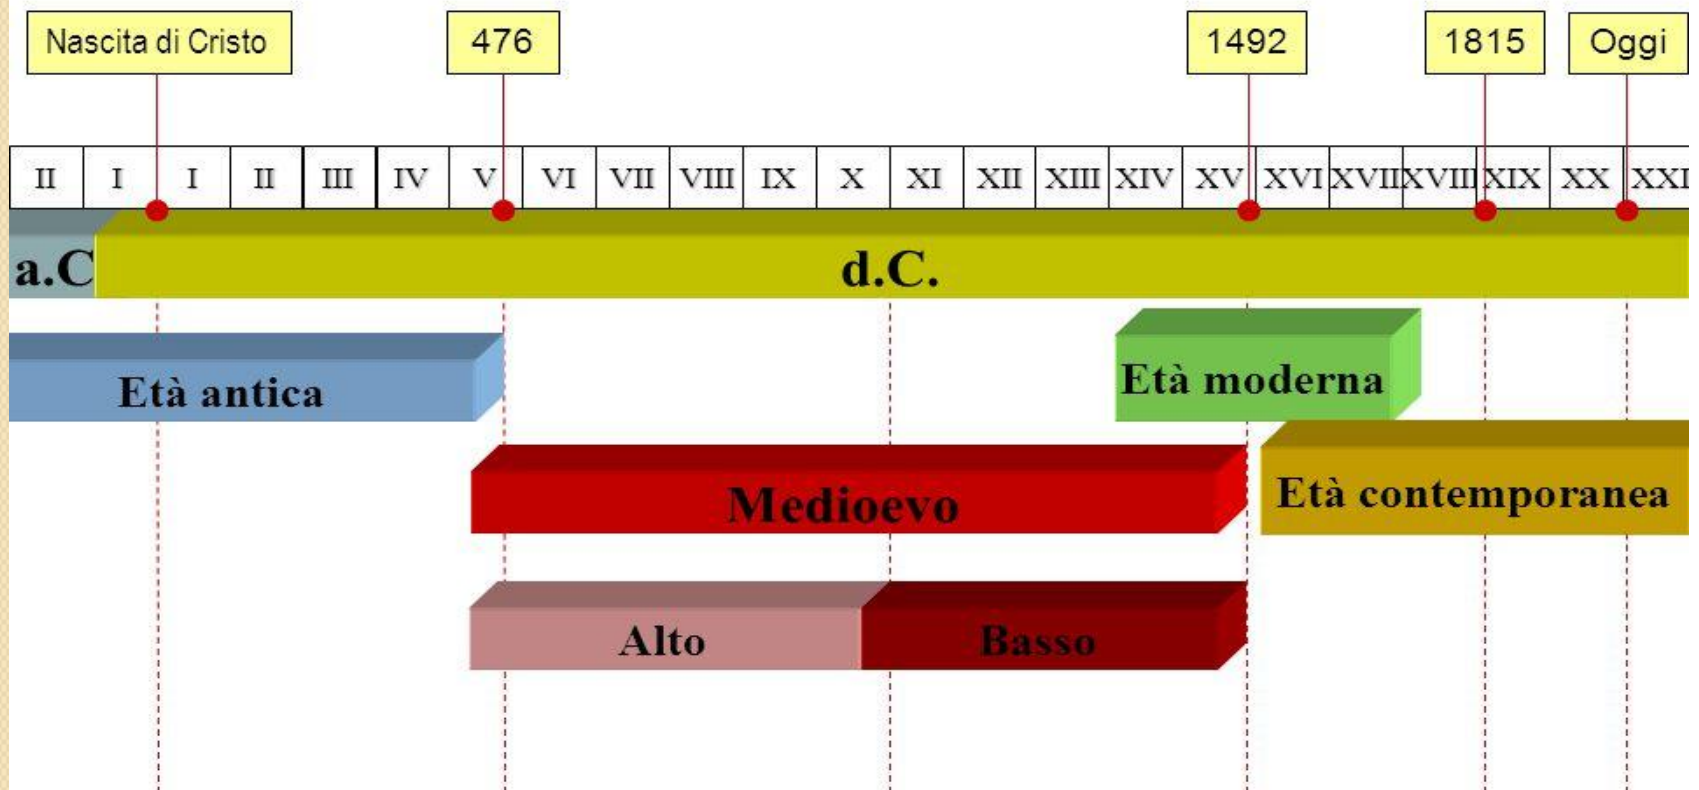 Nascita di Cristo 476 1492 1815 Oggi
II I I II III IV V VI VII VIII IX X XI XII XIII XIV XV XVI XVII XVIII XIX XX XXI
a.C d.C.
Età moderna
Età antica
Età contemporanea
Medioevo
Alto Basso